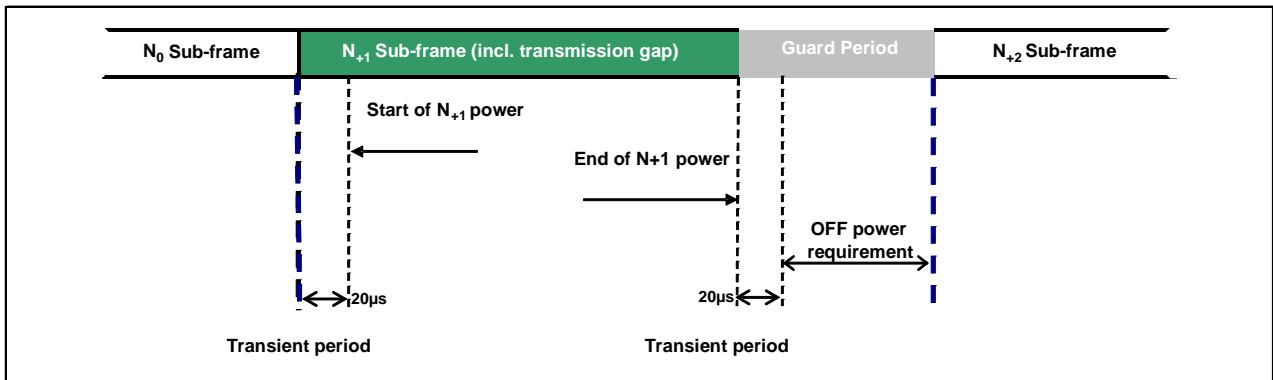 N0 Sub-frame
N+1 Sub-frame (incl. transmission gap)
Guard Period
N+2 Sub-frame
Start of N+1 power
End of N+1 power
OFF power
requirement
20µs
20µs
Transient period
Transient period